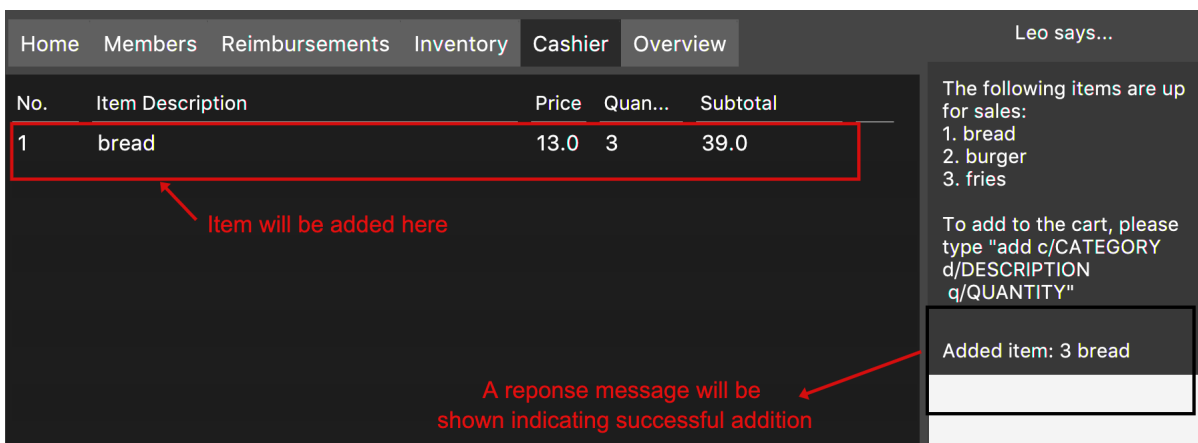 Home Members Reimbursements Inventory Cashier Overview
No. Item Description Price Quan... Subtotal
1 bread 13.0 3 39.0
Item will be added here
A reponse message will be
shown indicating successful addition
Leo says...
The following items are up
for sales:
1. bread
2. burger
3. fries
To add to the cart, please
type "add c/CATEGORY
d/DESCRIPTION
q/QUANTITY"
Added item: 3 bread